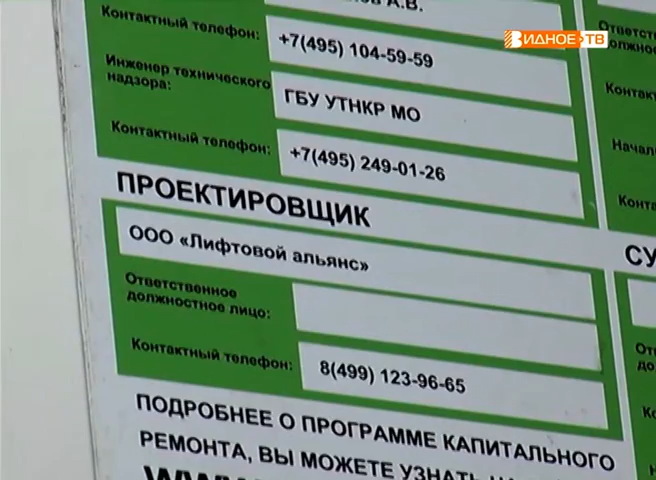 А.В.
Контактный телефон:
+7(495) 104-59-59
ВИДНОЕ-ТВ
Инженер технического
надзора:
ГБУ УТНКР МО
Контактный телефон:
+7(495) 249-01-26
ПРОЕКТИРОВЩИК
ООО «Лифтовой альянс»
Ответственное
должностное лицо:
Контактный телефон:
8(499) 123-96-65
ПОДРОБНЕЕ О ПРОГРАММЕ КАПИТАЛЬНОГО
РЕМОНТА, ВЫ МОЖЕТЕ УЗНАТЬ